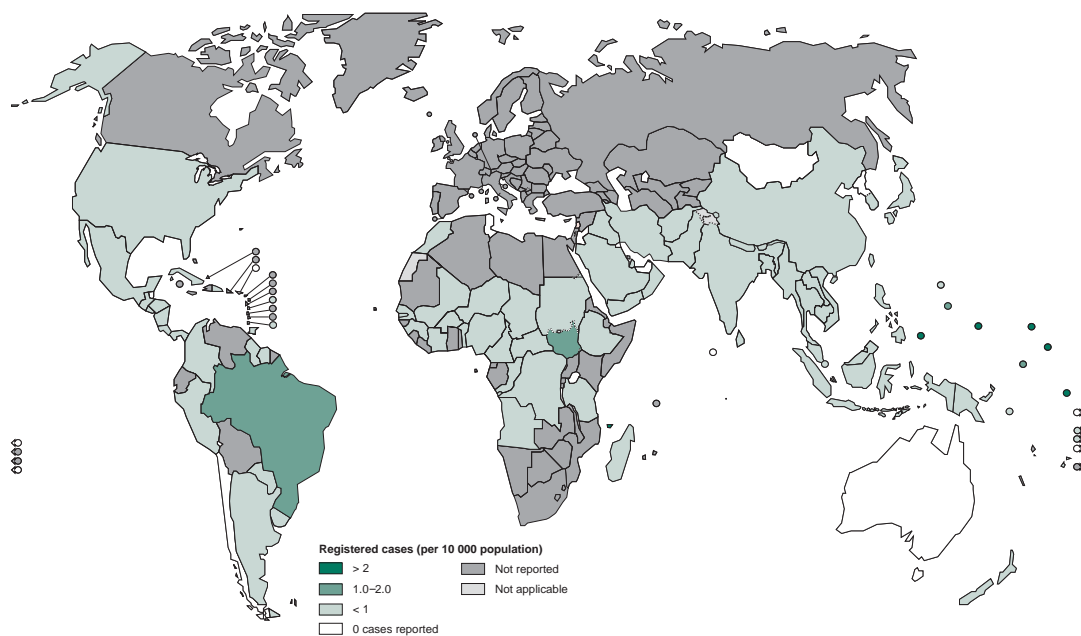 Registered cases (per 10 000 population)
> 2
1.0–2.0
< 1
0 cases reported
Not reported
Not applicable